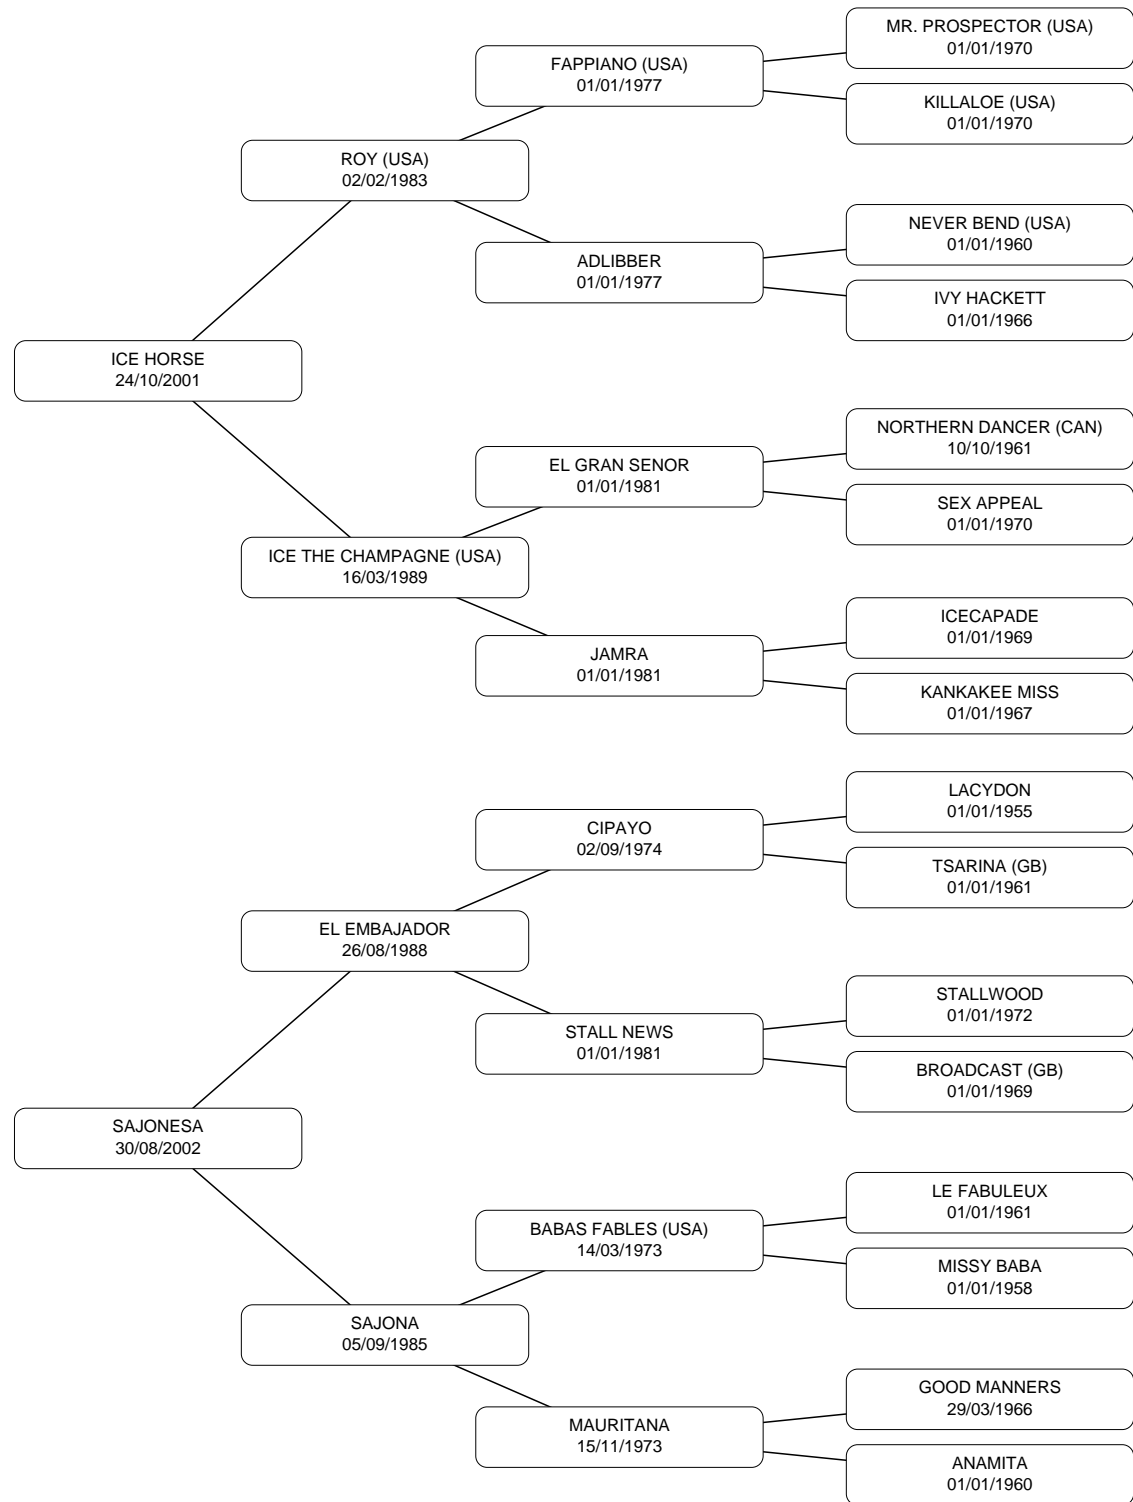 MR. PROSPECTOR (USA)
01/01/1970
FAPPIANO (USA)
01/01/1977
KILLALOE (USA)
01/01/1970
ROY (USA)
02/02/1983
NEVER BEND (USA)
01/01/1960
ADLIBBER
01/01/1977
IVY HACKETT
01/01/1966
ICE HORSE
24/10/2001
NORTHERN DANCER (CAN)
10/10/1961
EL GRAN SENOR
01/01/1981
SEX APPEAL
01/01/1970
ICE THE CHAMPAGNE (USA)
16/03/1989
ICECAPADE
01/01/1969
JAMRA
01/01/1981
KANKAKEE MISS
01/01/1967
LACYDON
01/01/1955
CIPAYO
02/09/1974
TSARINA (GB)
01/01/1961
EL EMBAJADOR
26/08/1988
STALLWOOD
01/01/1972
STALL NEWS
01/01/1981
BROADCAST (GB)
01/01/1969
SAJONESA
30/08/2002
LE FABULEUX
01/01/1961
BABAS FABLES (USA)
14/03/1973
MISSY BABA
01/01/1958
SAJONA
05/09/1985
GOOD MANNERS
29/03/1966
MAURITANA
15/11/1973
ANAMITA
01/01/1960